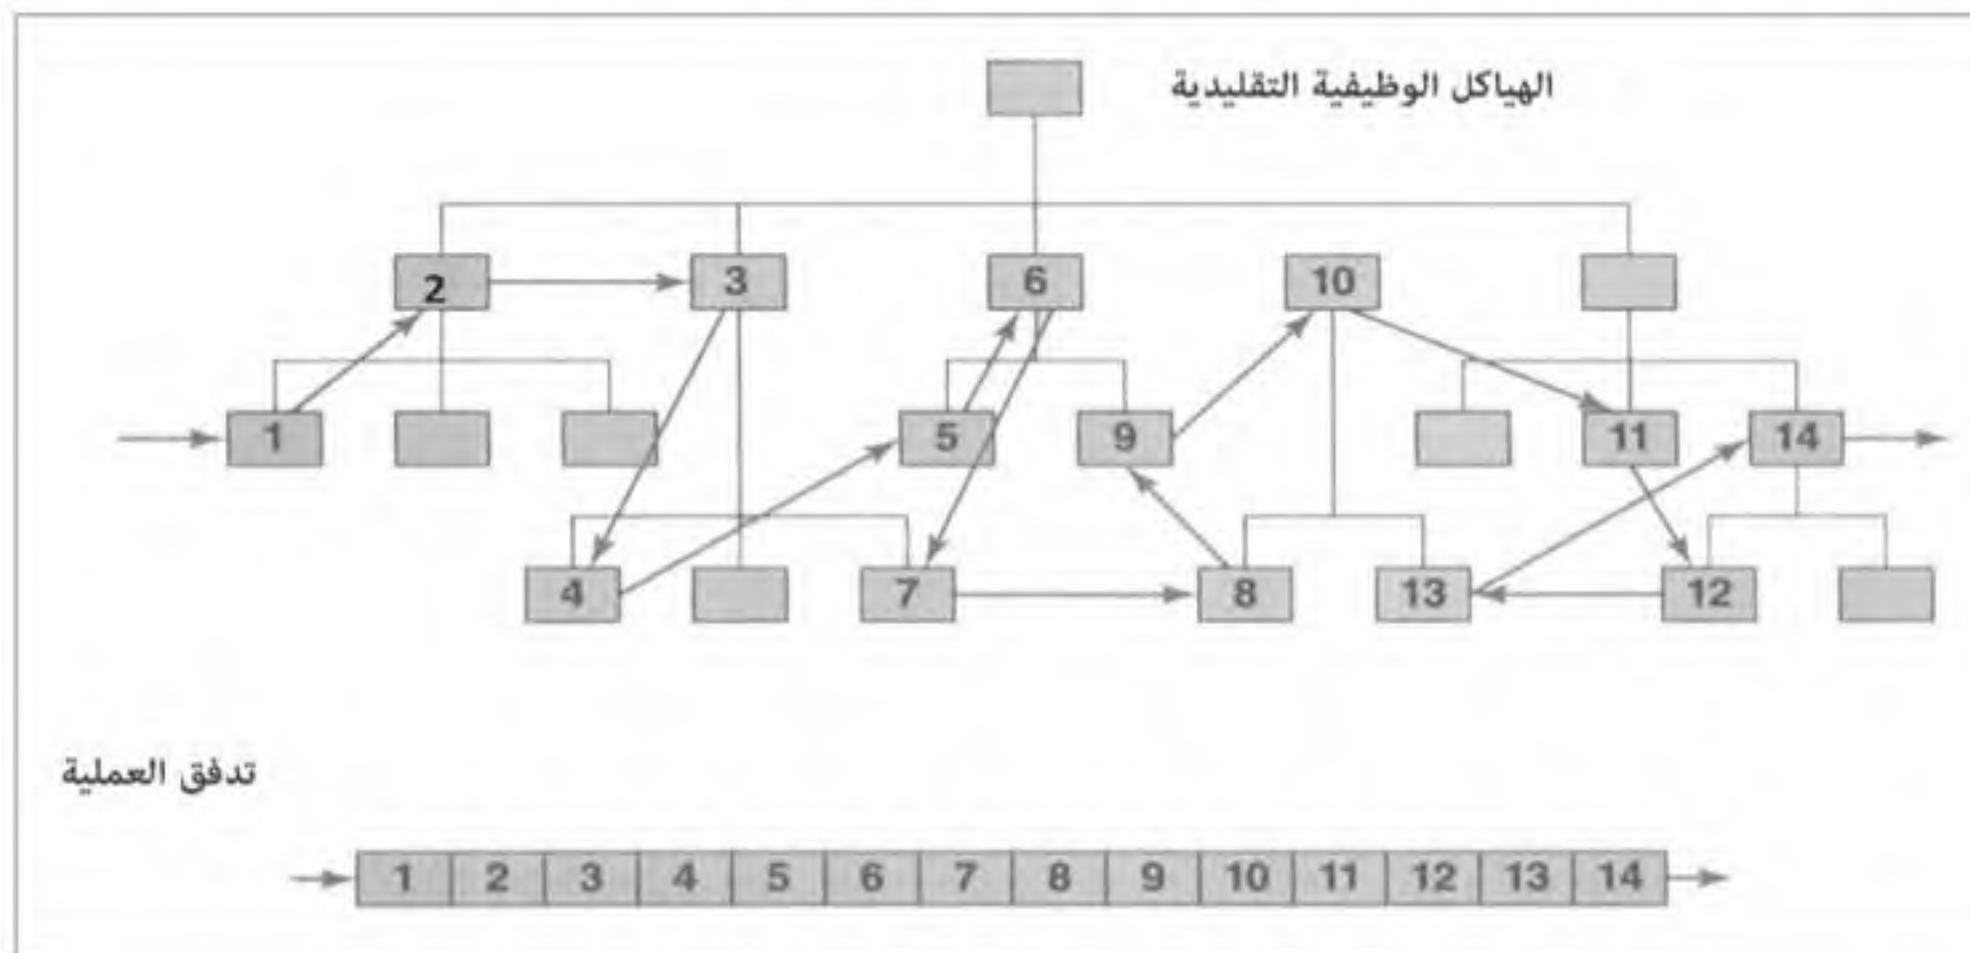 الهياكل الوظيفية التقليدية
2 3 6 10
1 5 9 11 14
4 7 8 13 12
تدفق العملية
1 2 3 4 5 6 7 8 9 10 11 12 13 14